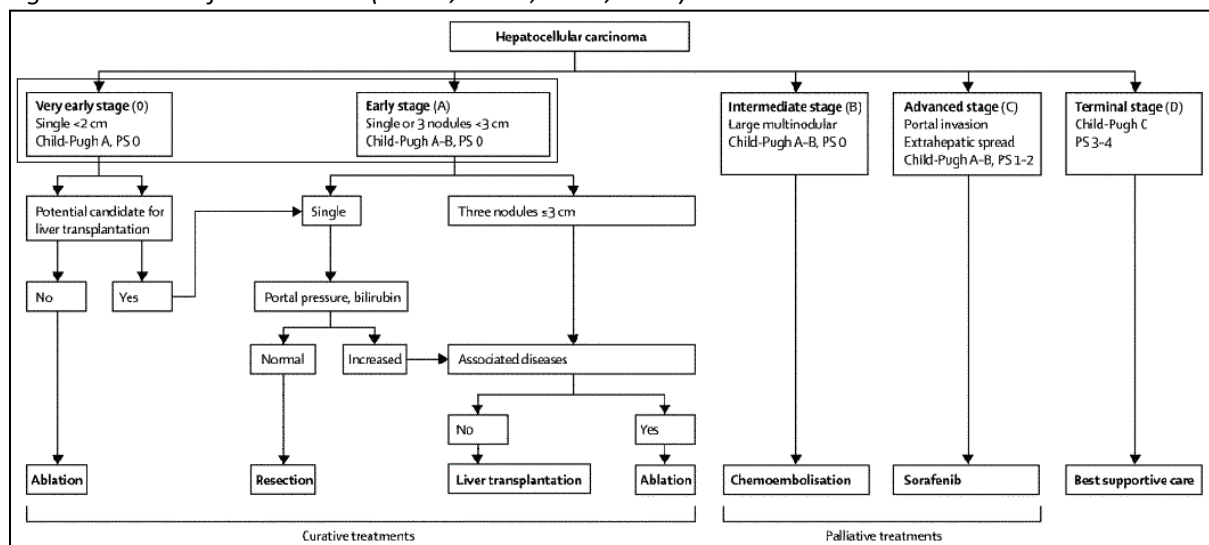 Hepatocellular carcinoma
Very early stage (0)
Single <2 cm
Child-Pugh A, PS 0
Early stage (A)
Single or 3 nodules <3 cm
Child-Pugh A-B, PS 0
Intermediate stage (B)
Large multinodular
Child-Pugh A-B, PS 0
Advanced stage (C)
Portal invasion
Extrahepatic spread
Child-Pugh A-B, PS 1-2
Terminal stage (D)
Child-Pugh C
PS 3-4
Potential candidate for
liver transplantation
Single
Three nodules ≤3 cm
No
Yes
Portal pressure, bilirubin
Normal
Increased
Associated diseases
No
Yes
Ablation
Resection
Liver transplantation
Ablation
Chemoembolisation
Sorafenib
Best supportive care
Curative treatments
Palliative treatments